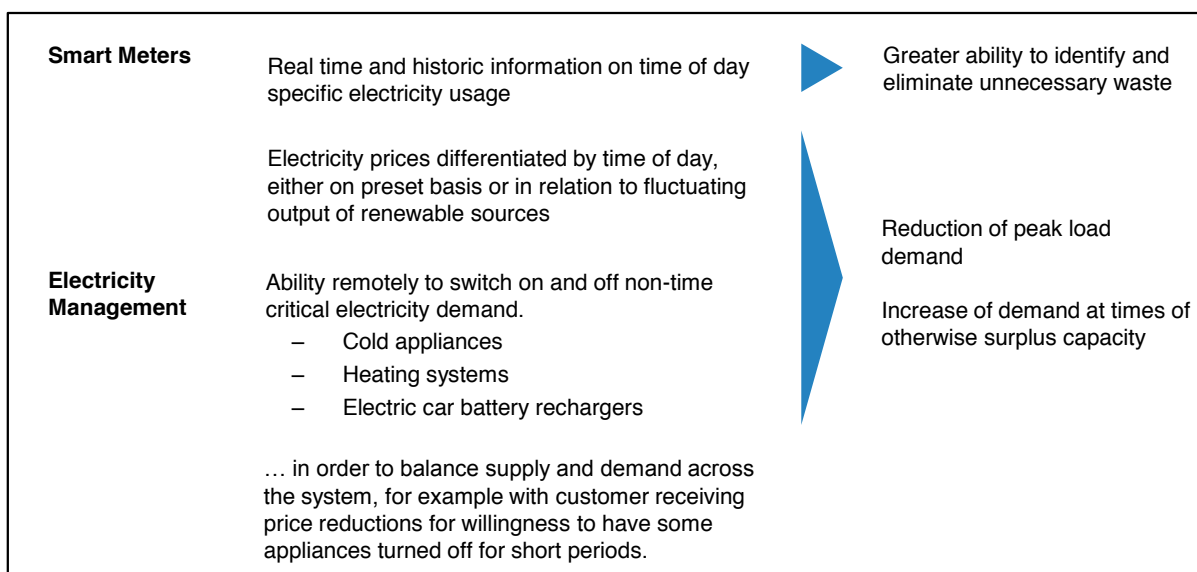 Smart Meters
Real time and historic information on time of day
specific electricity usage
Greater ability to identify and
eliminate unnecessary waste
Electricity prices differentiated by time of day,
either on preset basis or in relation to fluctuating
output of renewable sources
Reduction of peak load
demand
Increase of demand at times of
otherwise surplus capacity
Electricity
Management
Ability remotely to switch on and off non-time
critical electricity demand.
– Cold appliances
– Heating systems
– Electric car battery rechargers
… in order to balance supply and demand across
the system, for example with customer receiving
price reductions for willingness to have some
appliances turned off for short periods.